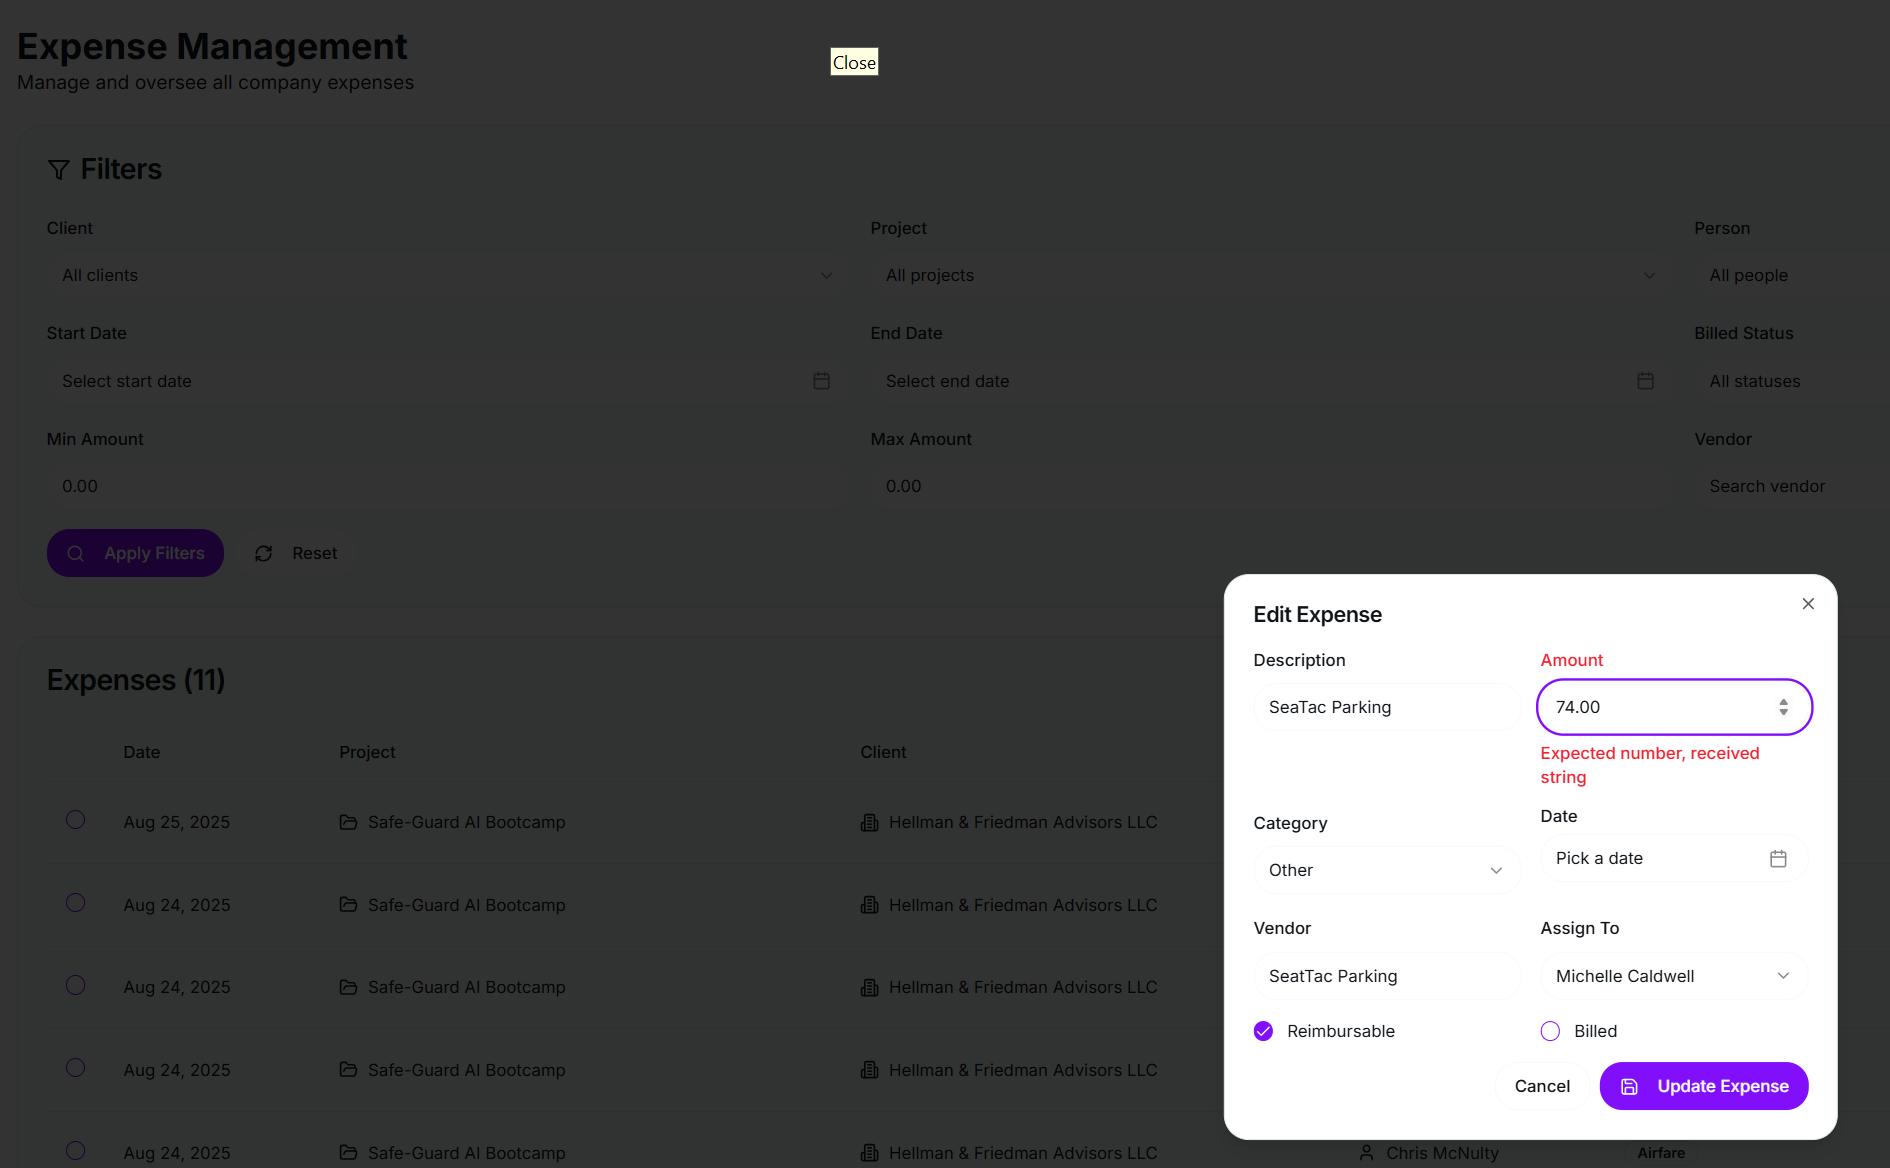 Expense Management
Manage and oversee all company expenses
Close
Filters
Client
Project
Person
All clients
All projects
All people
Start Date
End Date
Billed Status
Select start date
Select end date
All statuses
Min Amount
Max Amount
Vendor
0.00
0.00
Search vendor
Apply Filters
Reset
Expenses (11)
Date
Project
Client
Aug 25, 2025
Safe-Guard AI Bootcamp
Hellman & Friedman Advisors LLC
Aug 24, 2025
Safe-Guard AI Bootcamp
Hellman & Friedman Advisors LLC
Aug 24, 2025
Safe-Guard AI Bootcamp
Hellman & Friedman Advisors LLC
Aug 24, 2025
Safe-Guard AI Bootcamp
Hellman & Friedman Advisors LLC
Aug 24, 2025
Safe-Guard AI Bootcamp
Hellman & Friedman Advisors LLC
Chris McNulty
Airfare
Edit Expense
Description
Amount
SeaTac Parking
74.00
Expected number, received
string
Category
Date
Other
Pick a date
Vendor
Assign To
SeatTac Parking
Michelle Caldwell
Reimbursable
Billed
Cancel
Update Expense